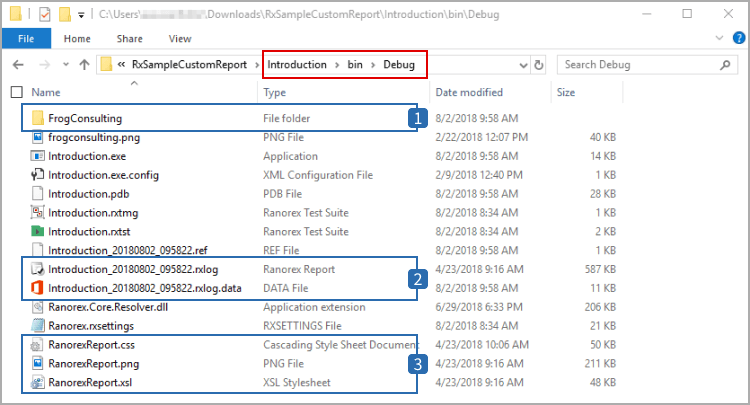 C:\Users\ \Downloads\RxSampleCustomReport\Introduction\bin\Debug
File Home Share View
« RxSampleCustomReport › Introduction › bin › Debug Search Debug
Name Type Date modified Size
FrogConsulting File folder 8/2/2018 9:58 AM 1
frogconsulting.png PNG File 2/22/2018 12:07 PM 40 KB
Introduction.exe Application 8/2/2018 9:58 AM 14 KB
Introduction.exe.config XML Configuration File 2/9/2018 12:40 PM 1 KB
Introduction.pdb PDB File 8/2/2018 9:58 AM 28 KB
Introduction.rxtmg Ranorex Test Suite 8/2/2018 8:34 AM 1 KB
Introduction.rxtst Ranorex Test Suite 8/2/2018 8:34 AM 2 KB
Introduction_20180802_095822.ref REF File 8/2/2018 9:58 AM 1 KB
Introduction_20180802_095822.rxlog Ranorex Report 4/23/2018 9:16 AM 587 KB
2
Introduction_20180802_095822.rxlog.data DATA File 8/2/2018 9:58 AM 11 KB
Ranorex.Core.Resolver.dll Application extension 6/29/2018 6:33 PM 206 KB
Ranorex.rxsettings RXSETTINGS File 8/2/2018 8:34 AM 21 KB
RanorexReport.css Cascading Style Sheet Document 4/23/2018 10:06 AM 50 KB
RanorexReport.png PNG File 4/23/2018 9:16 AM 211 KB
3
RanorexReport.xsl XSL Stylesheet 4/23/2018 9:16 AM 48 KB